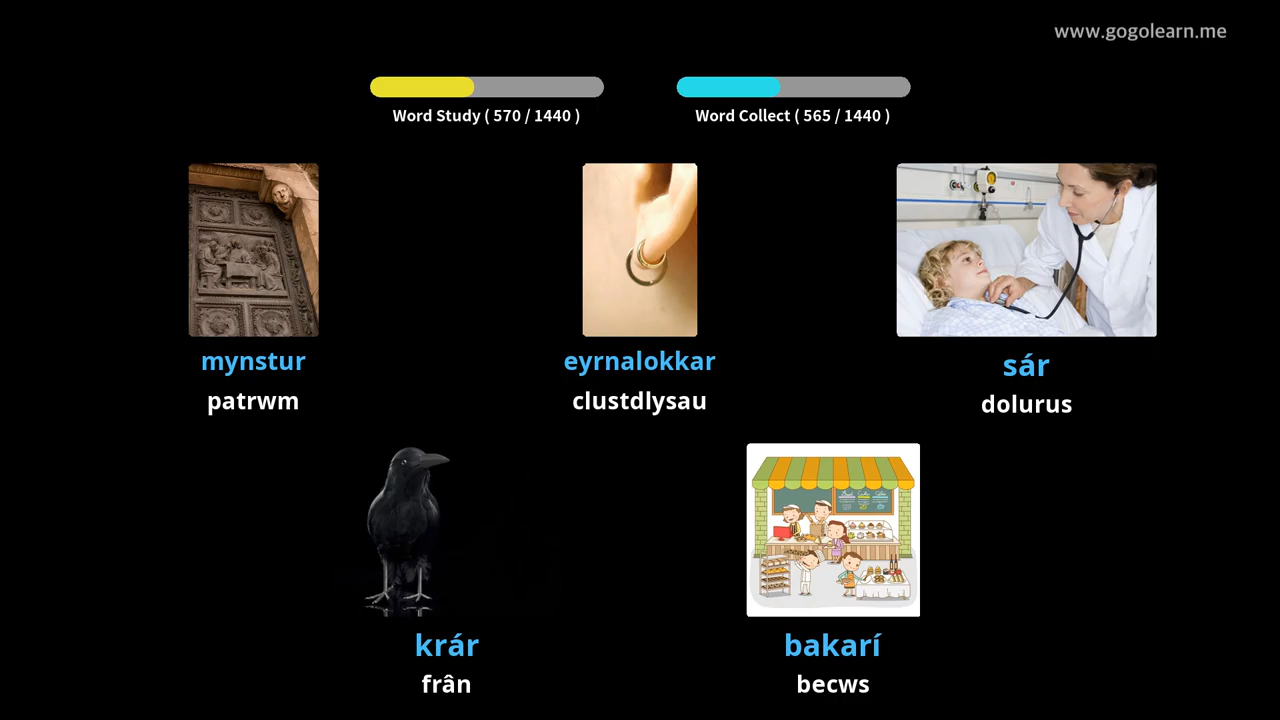 www.gogolearn.me
Word Study ( 570 / 1440 )
Word Collect ( 565 / 1440 )
mynstur
patrwm
eyrnalokkar
clustdlysau
sár
dolurus
krár
frân
bakarí
becws